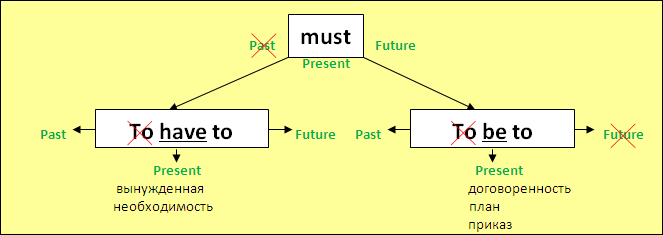 must
Past Future
Present
Past To have to Future Past To be to Future
Present Present
вынужденная договоренность
необходимость план
приказ